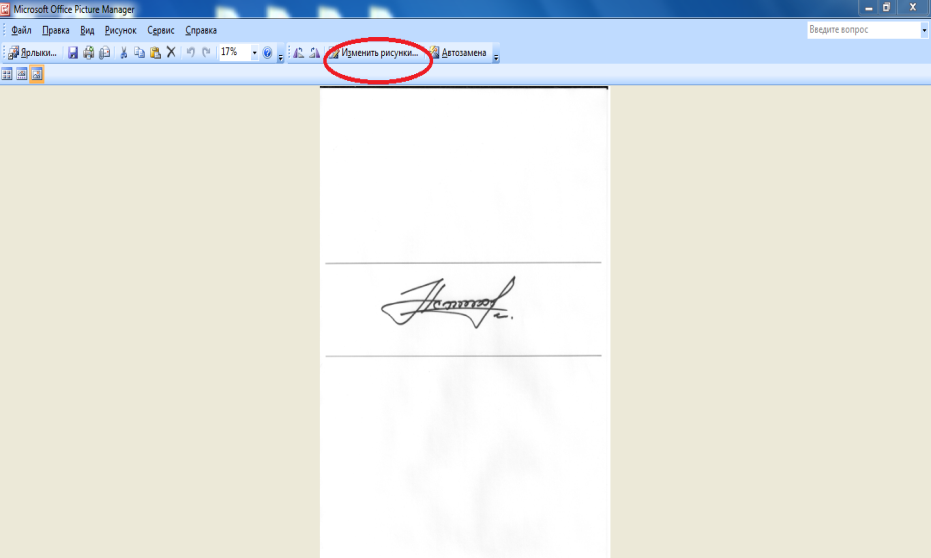 Microsoft Office Picture Manager
Файл Правка Вид Рисунок Сервис Справка
Введите вопрос
Ярлыки... 17% Изменить рисунки... Автозамена